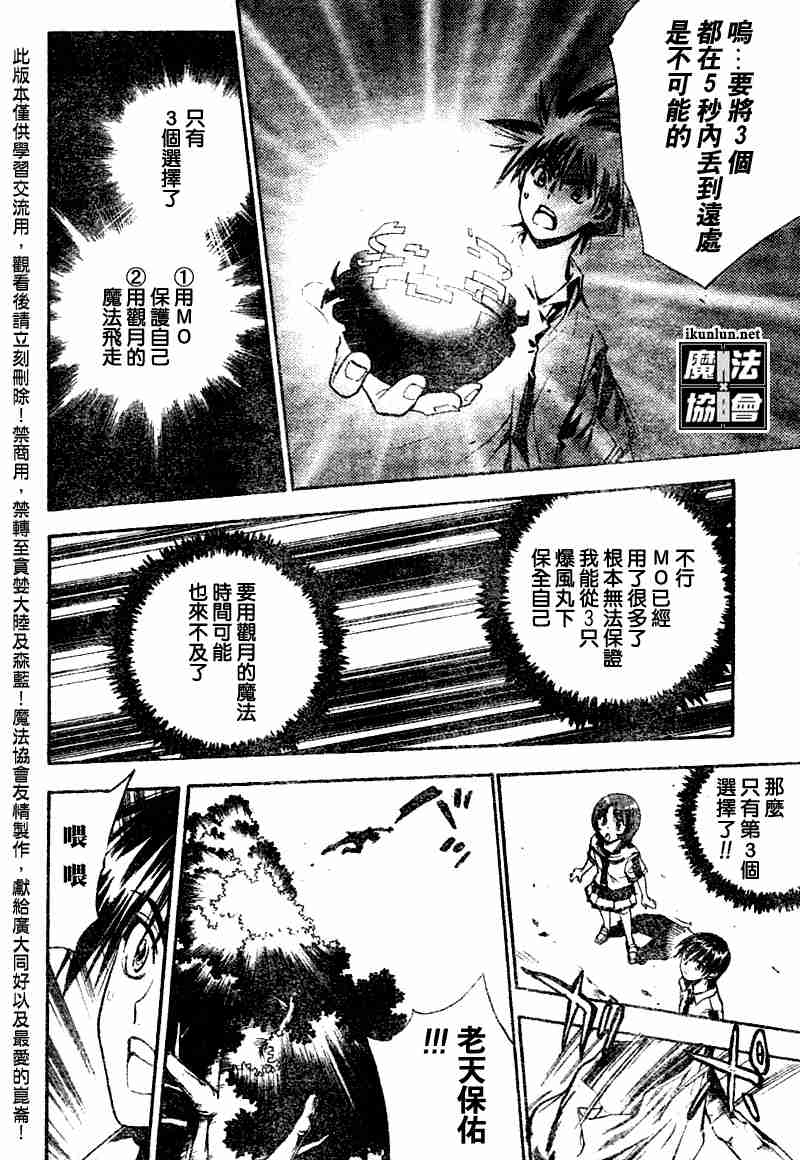 嗚…要將3個
都在5秒內丟到遠處
是不可能的
只有
3個選擇了
①用MO
保護自己
②用觀月的
魔法飛走
ikunlun.net
魔法
協會
不行
MO已經
用了很多了
根本無法保證
我能從3只
爆風丸下
保全自己
要用觀月的魔法
時間可能
也來不及了
那麼
只有第3個
選擇了!!
老天保佑
!!!
喂
喂
此版本僅供學習交流用，觀看後請立刻刪除！禁商用，禁轉至貪婪大陸及森藍！魔法協會友情製作，獻給廣大同好以及最愛的崑崙！